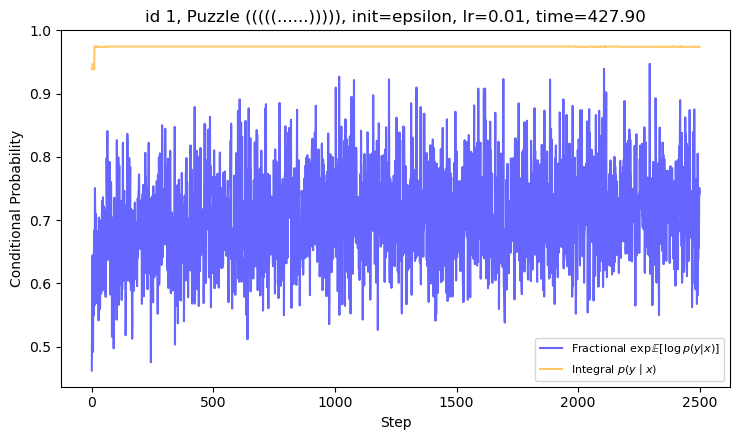 id 1, Puzzle (((((......))))), init=epsilon, lr=0.01, time=427.90
Conditional Probability
1.0
0.9
0.8
0.7
0.6
0.5
0
500
1000
1500
2000
2500
Step
Fractional exp𝔼[log p(y|x)]
Integral p(y | x)